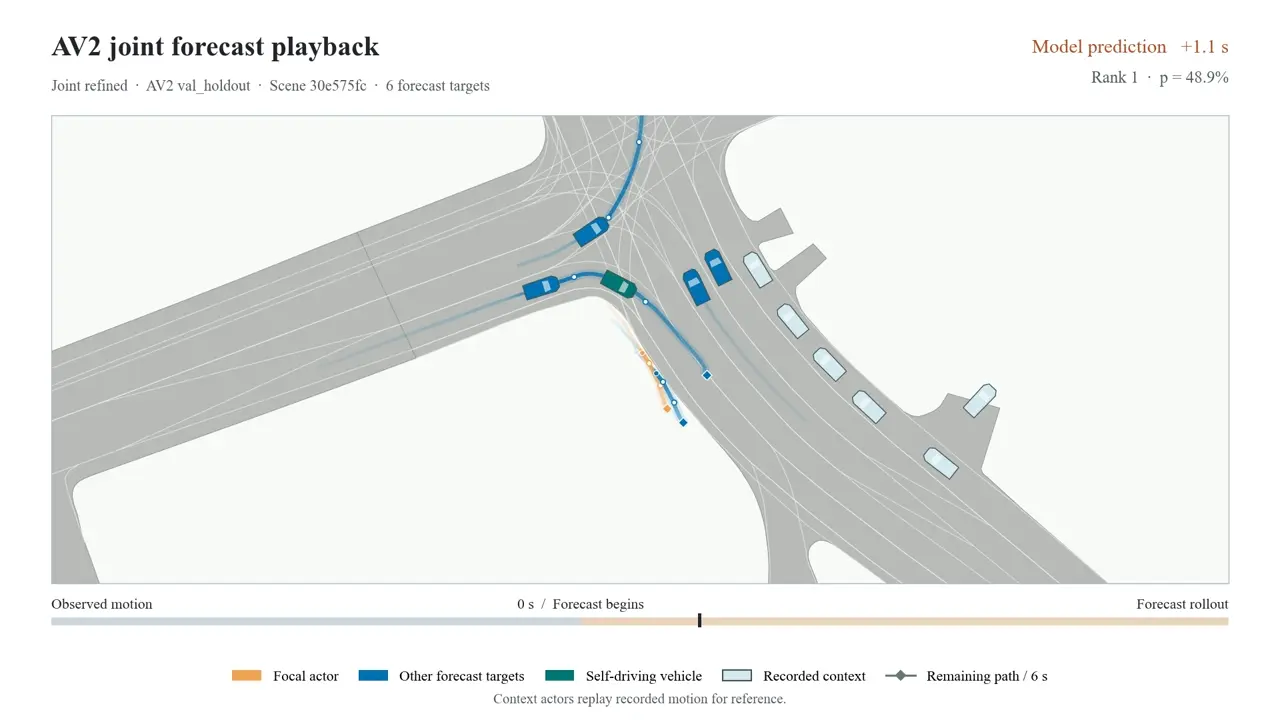 AV2 joint forecast playback
Model prediction +1.1 s
Joint refined · AV2 val_holdout · Scene 30e575fc · 6 forecast targets
Rank 1 · p = 48.9%
Observed motion
0 s / Forecast begins
Forecast rollout
Focal actor
Other forecast targets
Self-driving vehicle
Recorded context
Remaining path / 6 s
Context actors replay recorded motion for reference.